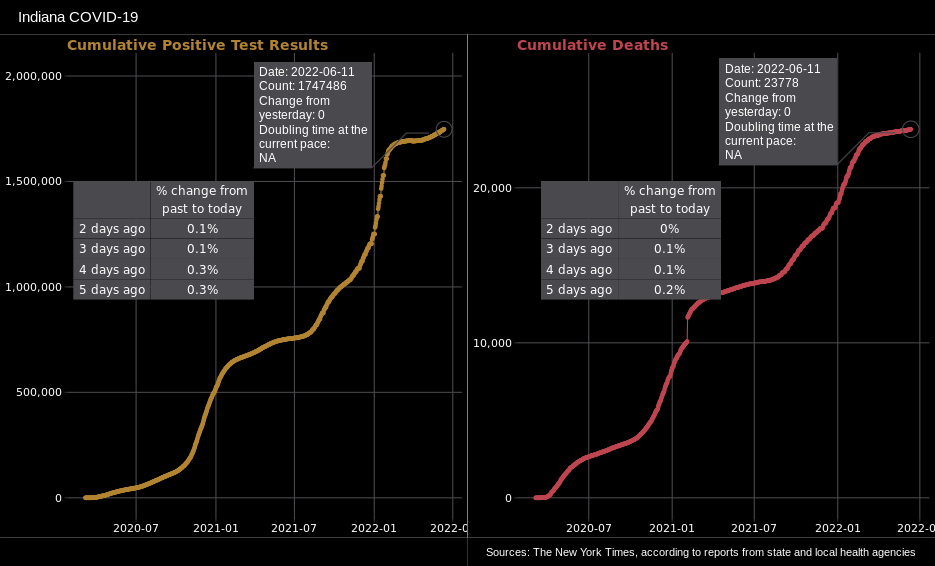 Indiana COVID-19
Cumulative Positive Test Results
2,000,000
1,500,000
1,000,000
500,000
0
Date: 2022-06-11
Count: 1747486
Change from
yesterday: 0
Doubling time at the
current pace:
NA
% change from
past to today
2 days ago 0.1%
3 days ago 0.1%
4 days ago 0.3%
5 days ago 0.3%
2020-07 2021-01 2021-07 2022-01 2022-0
Cumulative Deaths
20,000
10,000
0
Date: 2022-06-11
Count: 23778
Change from
yesterday: 0
Doubling time at the
current pace:
NA
% change from
past to today
2 days ago 0%
3 days ago 0.1%
4 days ago 0.1%
5 days ago 0.2%
2020-07 2021-01 2021-07 2022-01 2022-0
Sources: The New York Times, according to reports from state and local health agencies